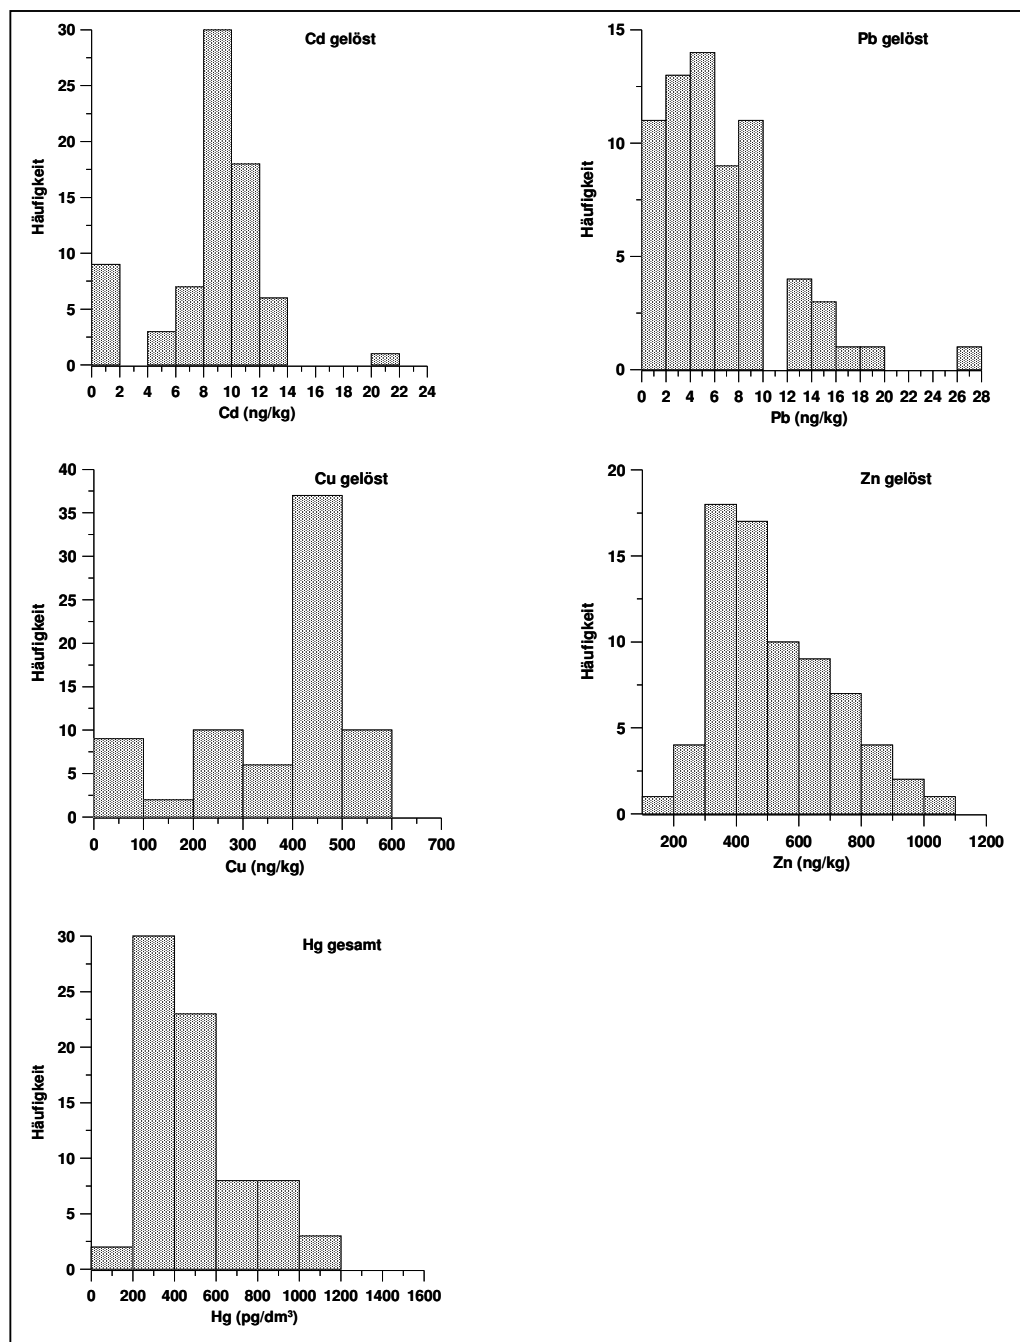 Cd gelöst
30
25
20
15
10
5
0
Häufigkeit
0 2 4 6 8 10 12 14 16 18 20 22 24
Cd (ng/kg)
Pb gelöst
15
10
5
0
Häufigkeit
0 2 4 6 8 10 12 14 16 18 20 22 24 26 28
Pb (ng/kg)
Cu gelöst
40
35
30
25
20
15
10
5
0
Häufigkeit
0 100 200 300 400 500 600 700
Cu (ng/kg)
Zn gelöst
20
15
10
5
0
Häufigkeit
200 400 600 800 1000 1200
Zn (ng/kg)
Hg gesamt
30
25
20
15
10
5
0
Häufigkeit
0 200 400 600 800 1000 1200 1400 1600
Hg (pg/dm³)